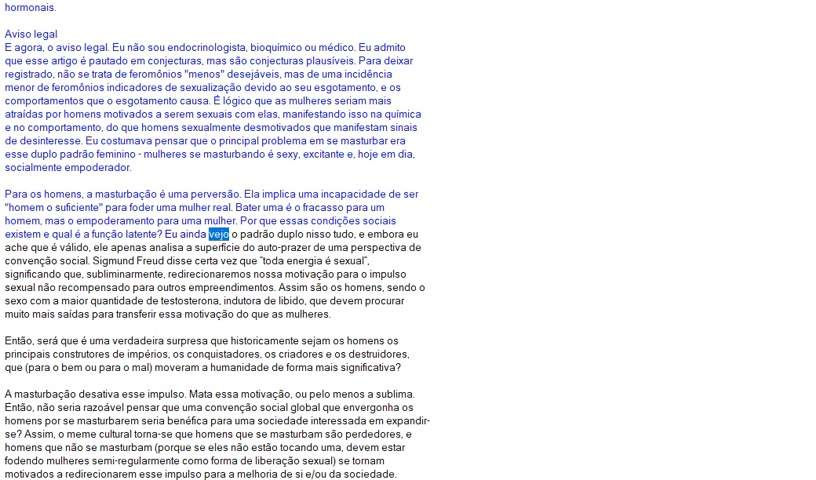 hormonais.
Aviso legal
E agora, o aviso legal. Eu não sou endocrinologista, bioquímico ou médico. Eu admito
que esse artigo é pautado em conjecturas, mas são conjecturas plausíveis. Para deixar
registrado, não se trata de feromônios "menos" desejáveis, mas de uma incidência
menor de feromônios indicadores de sexualização devido ao seu esgotamento, e os
comportamentos que o esgotamento causa. É lógico que as mulheres seriam mais
atraídas por homens motivados a serem sexuais com elas, manifestando isso na química
e no comportamento, do que homens sexualmente desmotivados que manifestam sinais
de desinteresse. Eu costumava pensar que o principal problema em se masturbar era
esse duplo padrão feminino - mulheres se masturbando é sexy, excitante e, hoje em dia,
socialmente empoderador.
Para os homens, a masturbação é uma perversão. Ela implica uma incapacidade de ser
"homem o suficiente" para foder uma mulher real. Bater uma é o fracasso para um
homem, mas o empoderamento para uma mulher. Por que essas condições sociais
existem e qual é a função latente? Eu ainda vejo o padrão duplo nisso tudo, e embora eu
ache que é válido, ele apenas analisa a superfície do auto-prazer de uma perspectiva de
convenção social. Sigmund Freud disse certa vez que “toda energia é sexual”,
significando que, subliminarmente, redirecionaremos nossa motivação para o impulso
sexual não recompensado para outros empreendimentos. Assim são os homens, sendo o
sexo com a maior quantidade de testosterona, indutora de libido, que devem procurar
muito mais saídas para transferir essa motivação do que as mulheres.
Então, será que é uma verdadeira surpresa que historicamente sejam os homens os
principais construtores de impérios, os conquistadores, os criadores e os destruidores,
que (para o bem ou para o mal) moveram a humanidade de forma mais significativa?
A masturbação desativa esse impulso. Mata essa motivação, ou pelo menos a sublima.
Então, não seria razoável pensar que uma convenção social global que envergonha os
homens por se masturbarem seria benéfica para uma sociedade interessada em expandir-
se? Assim, o meme cultural torna-se que homens que se masturbam são perdedores, e
homens que não se masturbam (porque se eles não estão tocando uma, devem estar
fodendo mulheres semi-regularmente como forma de liberação sexual) se tornam
motivados a redirecionarem esse impulso para a melhoria de si e/ou da sociedade.